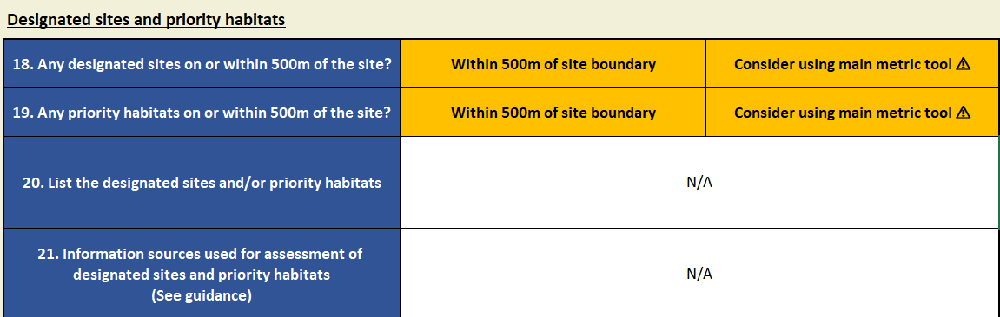 Designated sites and priority habitats
18. Any designated sites on or within 500m of the site?
Within 500m of site boundary
Consider using main metric tool ⚠
19. Any priority habitats on or within 500m of the site?
Within 500m of site boundary
Consider using main metric tool ⚠
20. List the designated sites and/or priority habitats
N/A
21. Information sources used for assessment of
designated sites and priority habitats
(See guidance)
N/A